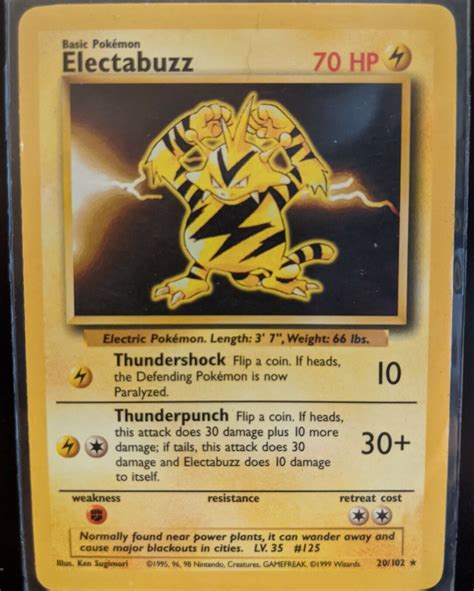 Basic Pokémon
Electabuzz 70 HP
Electric Pokémon. Length: 3' 7", Weight: 66 lbs.
Thundershock Flip a coin. If heads,
the Defending Pokémon is now
Paralyzed.
10
Thunderpunch Flip a coin. If heads,
this attack does 30 damage plus 10 more
damage; if tails, this attack does 30
damage and Electabuzz does 10 damage
to itself.
30+
weakness resistance retreat cost
Normally found near power plants, it can wander away and
cause major blackouts in cities. LV. 35 #125
Illus. Ken Sugimori ©1995, 96, 98 Nintendo, Creatures, GAMEFREAK. ©1999 Wizards. 20/102 ★